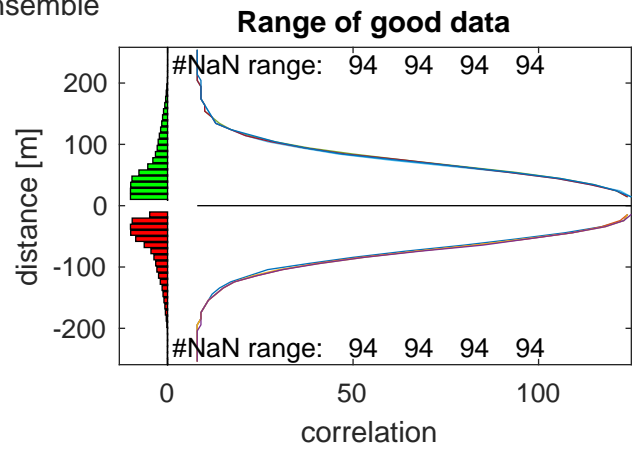 Range of good data
#NaN range: 94 94 94 94
200
100
0
-100
-200
distance [m]
#NaN range: 94 94 94 94
0 50 100
correlation